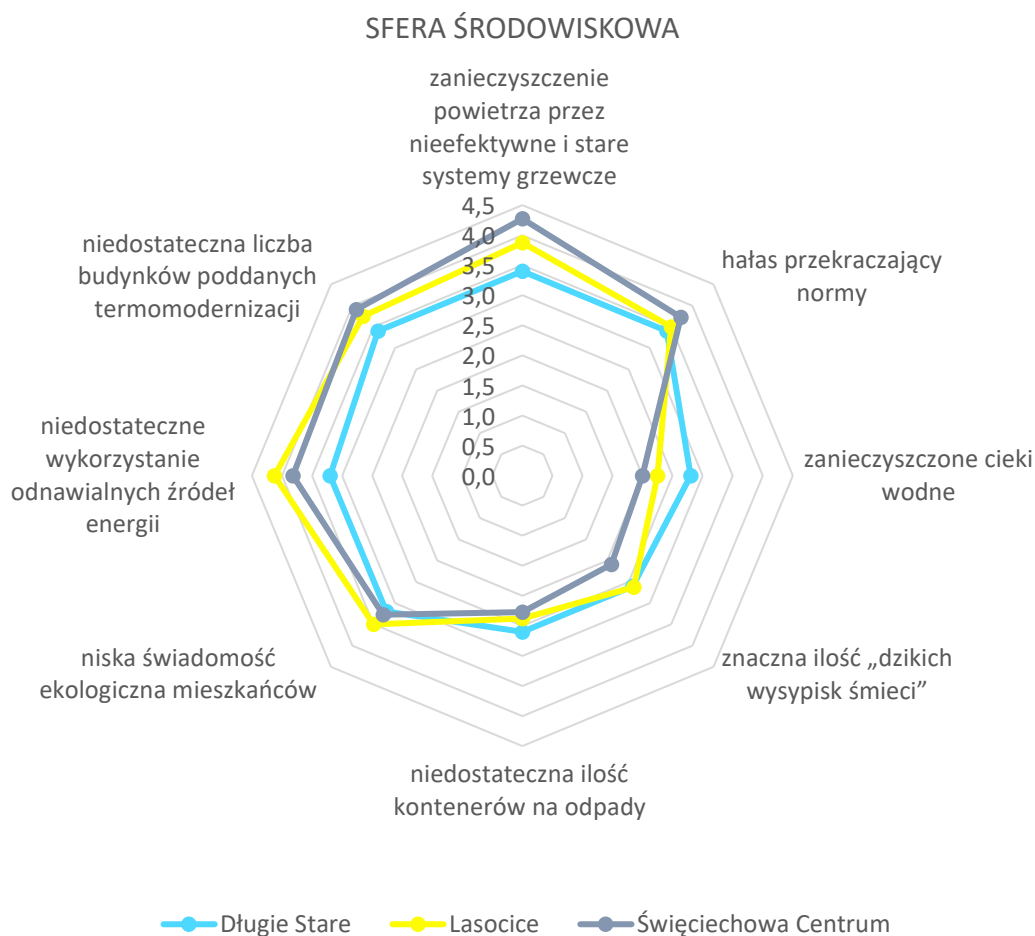 SFERA ŚRODOWISKOWA
zanieczyszczenie
powietrza przez
nieefektywne i stare
systemy grzewcze
hałas przekraczający
normy
zanieczyszczone cieki
wodne
znaczna ilość „dzikich
wysypisk śmieci”
niedostateczna ilość
kontenerów na odpady
niska świadomość
ekologiczna mieszkańców
niedostateczne
wykorzystanie
odnawialnych źródeł
energii
niedostateczna liczba
budynków poddanych
termomodernizacji
4,5
4,0
3,5
3,0
2,5
2,0
1,5
1,0
0,5
0,0
Długie Stare
Lasocice
Święciechowa Centrum